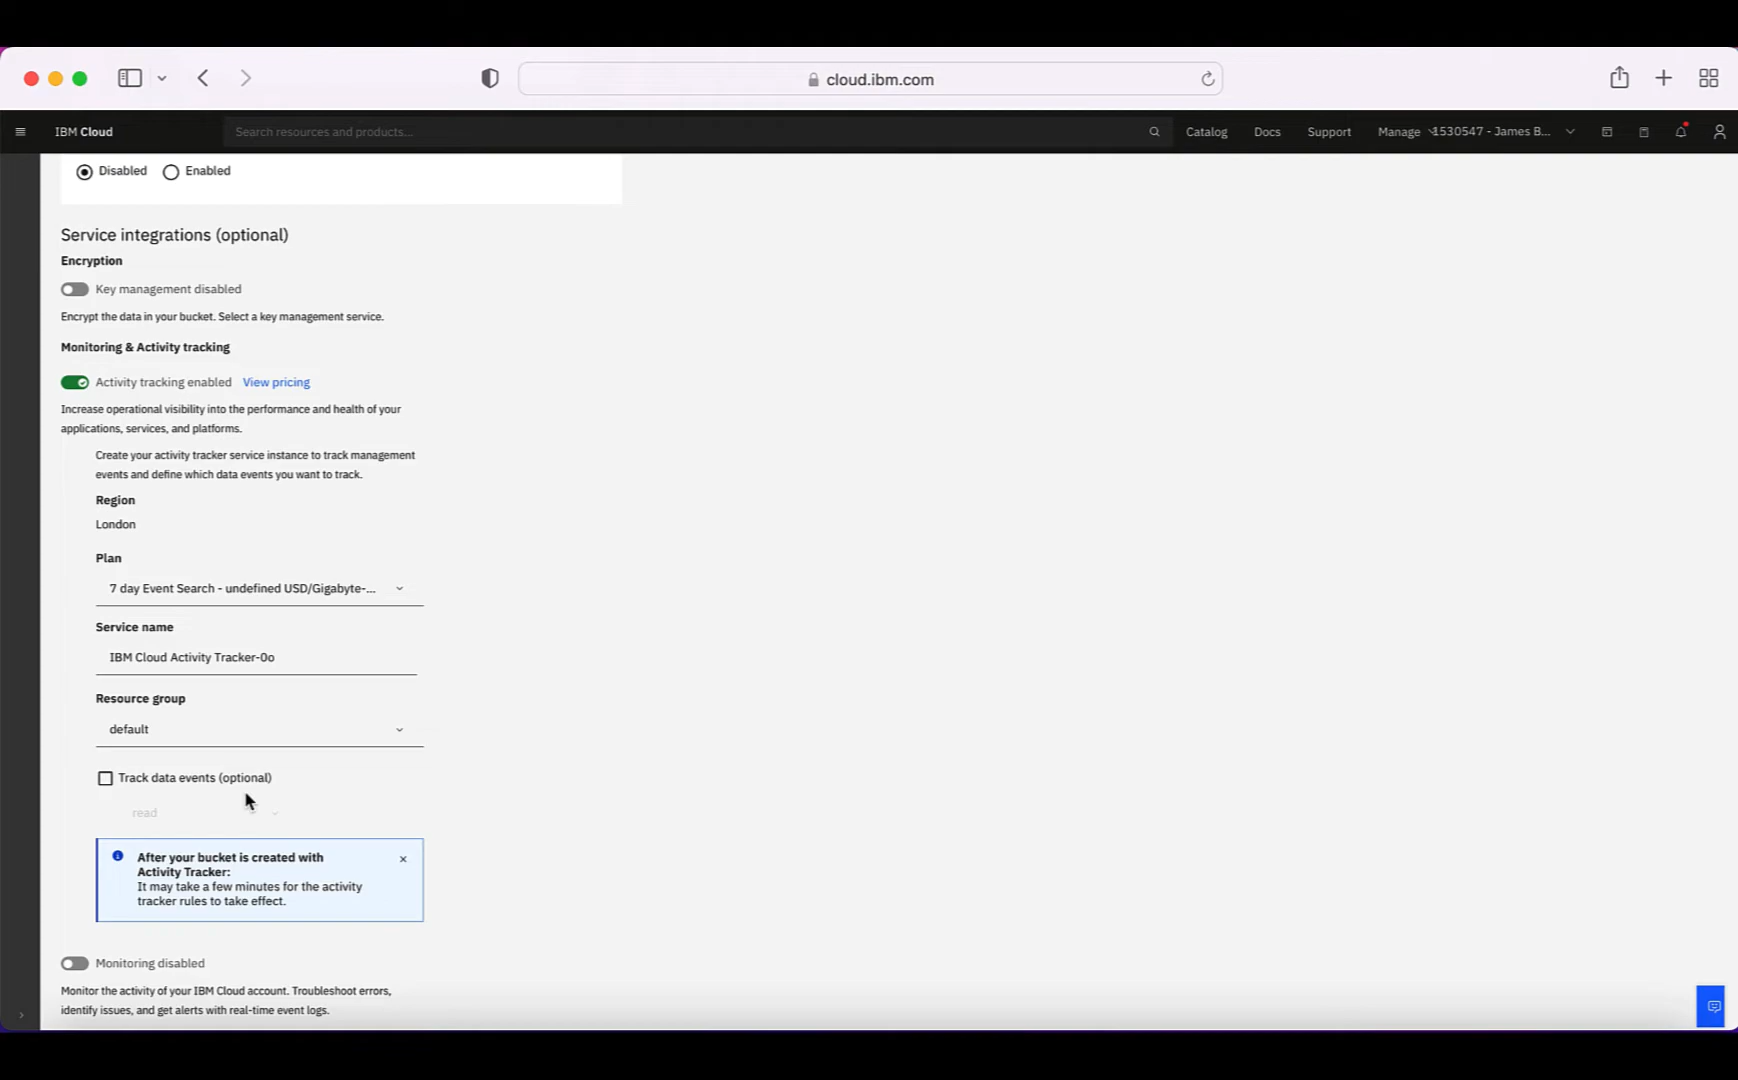 cloud.ibm.com
IBM Cloud
Search resources and products...
Catalog
Docs
Support
Manage
1530547 - James B...
Disabled
Enabled
Service integrations (optional)
Encryption
Key management disabled
Encrypt the data in your bucket. Select a key management service.
Monitoring & Activity tracking
Activity tracking enabled View pricing
Increase operational visibility into the performance and health of your
applications, services, and platforms.
Create your activity tracker service instance to track management
events and define which data events you want to track.
Region
London
Plan
7 day Event Search - undefined USD/Gigabyte-...
Service name
IBM Cloud Activity Tracker-0o
Resource group
default
Track data events (optional)
read
After your bucket is created with
Activity Tracker:
It may take a few minutes for the activity
tracker rules to take effect.
Monitoring disabled
Monitor the activity of your IBM Cloud account. Troubleshoot errors,
identify issues, and get alerts with real-time event logs.